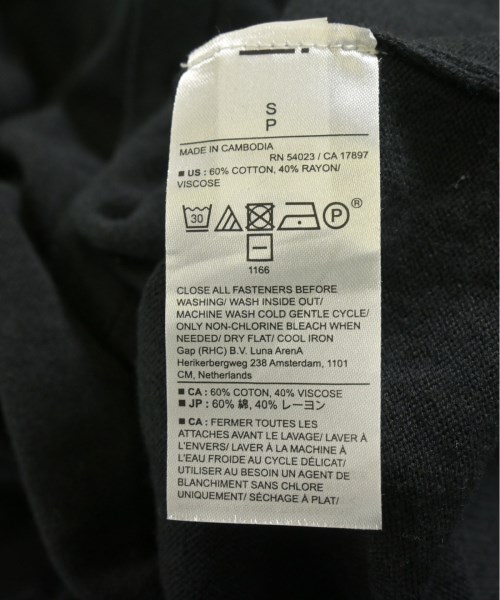 S
P
MADE IN CAMBODIA
RN 54023 / CA 17897
■ US : 60% COTTON, 40% RAYON/
VISCOSE
30 P ®
1166
CLOSE ALL FASTENERS BEFORE
WASHING/ WASH INSIDE OUT/
MACHINE WASH COLD GENTLE CYCLE/
ONLY NON-CHLORINE BLEACH WHEN
NEEDED/ DRY FLAT/ COOL IRON
Gap (RHC) B.V. Luna ArenA
Herikerbergweg 238 Amsterdam, 1101
CM, Netherlands
■ CA : 60% COTON, 40% VISCOSE
■ JP : 60% 綿, 40% レーヨン
■ CA : FERMER TOUTES LES
ATTACHES AVANT LE LAVAGE/ LAVER À
L'ENVERS/ LAVER À LA MACHINE À
L'EAU FROIDE AU CYCLE DÉLICAT/
UTILISER AU BESOIN UN AGENT DE
BLANCHIMENT SANS CHLORE
UNIQUEMENT/ SÉCHAGE À PLAT/